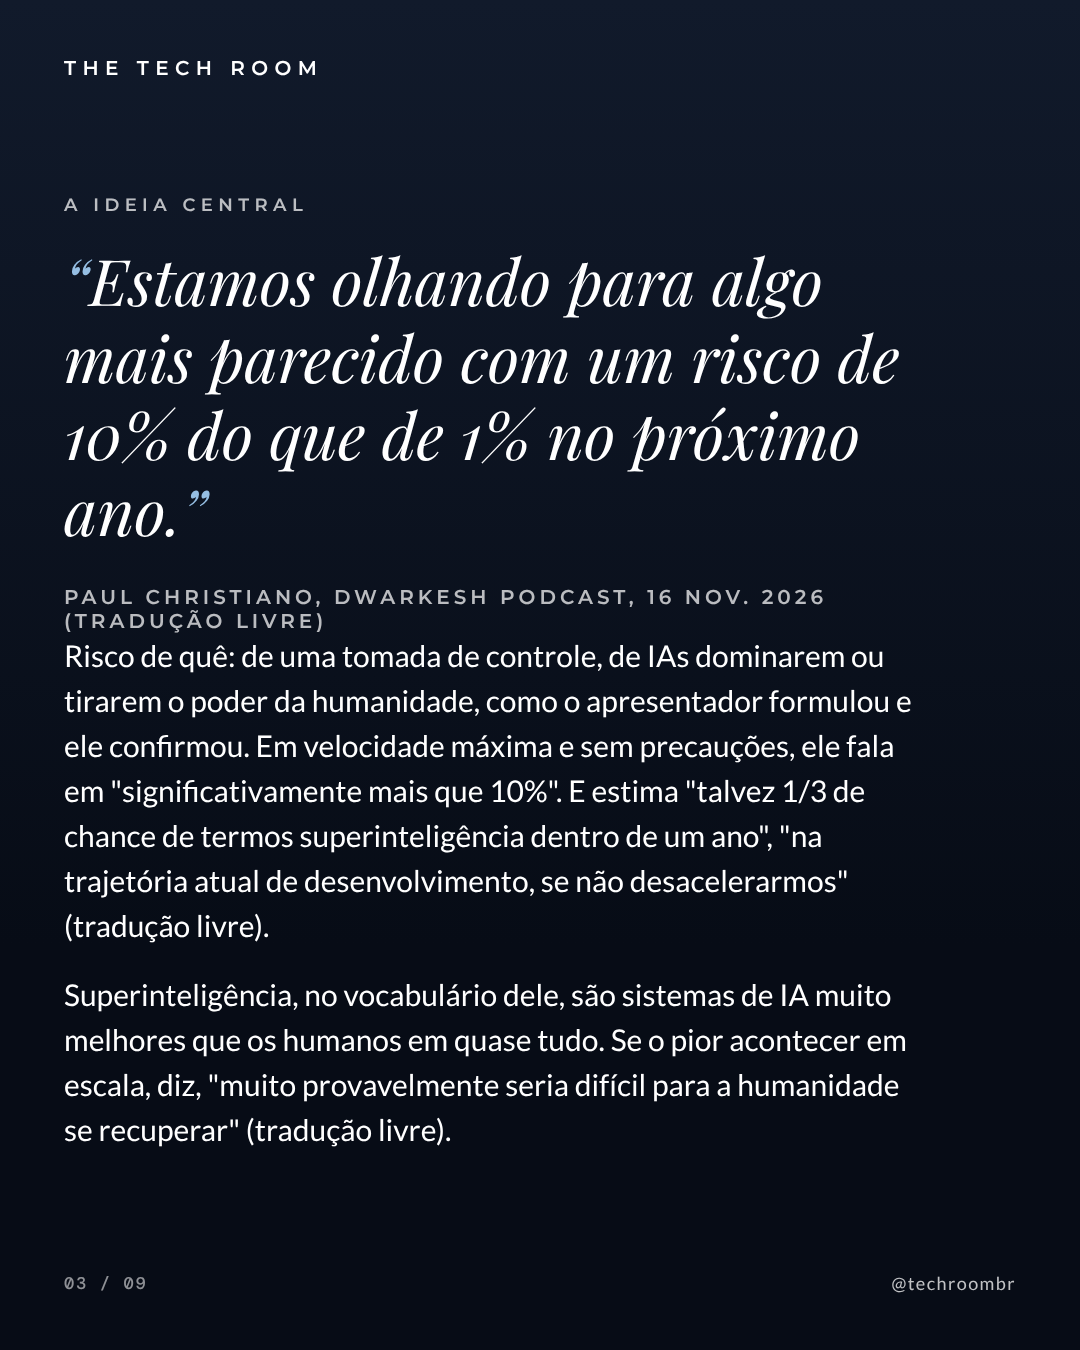 THE TECH ROOM
A IDEIA CENTRAL
“Estamos olhando para algo
mais parecido com um risco de
10% do que de 1% no próximo
ano.”
PAUL CHRISTIANO, DWARKESH PODCAST, 16 NOV. 2026
(TRADUÇÃO LIVRE)
Risco de quê: de uma tomada de controle, de IAs dominarem ou
tirarem o poder da humanidade, como o apresentador formulou e
ele confirmou. Em velocidade máxima e sem precauções, ele fala
em "significativamente mais que 10%". E estima "talvez 1/3 de
chance de termos superinteligência dentro de um ano", "na
trajetória atual de desenvolvimento, se não desacelerarmos"
(tradução livre).
Superinteligência, no vocabulário dele, são sistemas de IA muito
melhores que os humanos em quase tudo. Se o pior acontecer em
escala, diz, "muito provavelmente seria difícil para a humanidade
se recuperar" (tradução livre).
03 / 09
@techroombr